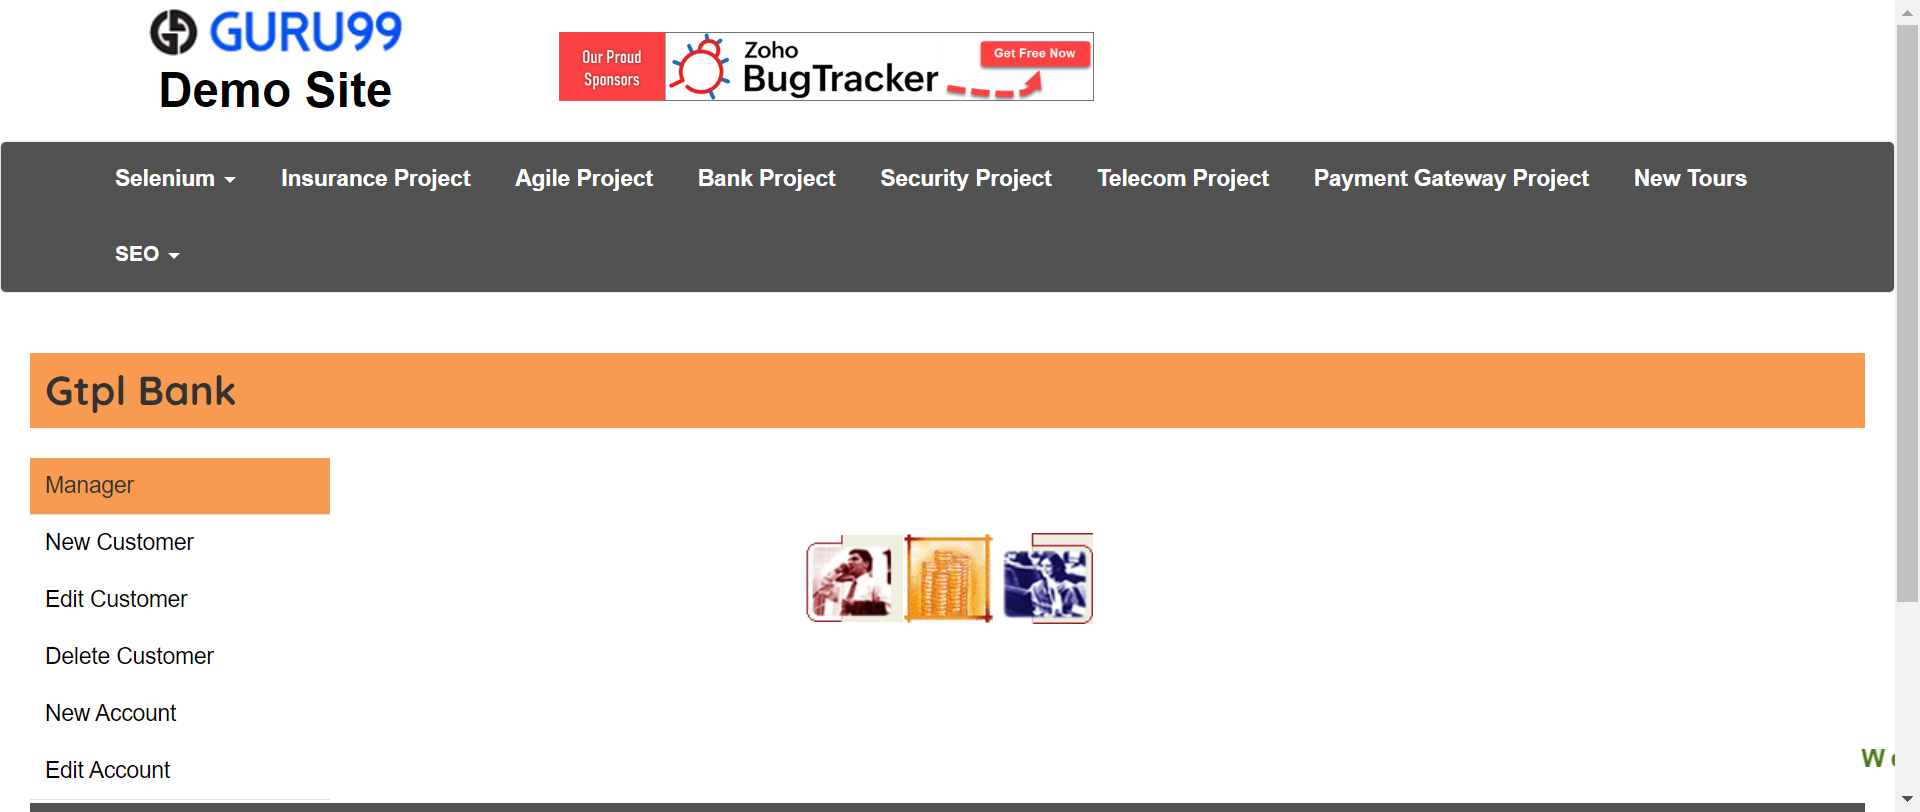 GURU99
Demo Site
Our Proud
Sponsors
Zoho
BugTracker
Get Free Now
Selenium
Insurance Project
Agile Project
Bank Project
Security Project
Telecom Project
Payment Gateway Project
New Tours
SEO
Gtpl Bank
Manager
New Customer
Edit Customer
Delete Customer
New Account
Edit Account